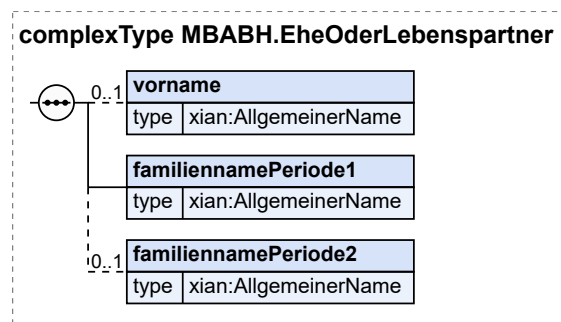 complexType MBABH.EheOderLebenspartner
0..1
vorname
type xian:AllgemeinerName
familiennamePeriode1
type xian:AllgemeinerName
0..1
familiennamePeriode2
type xian:AllgemeinerName